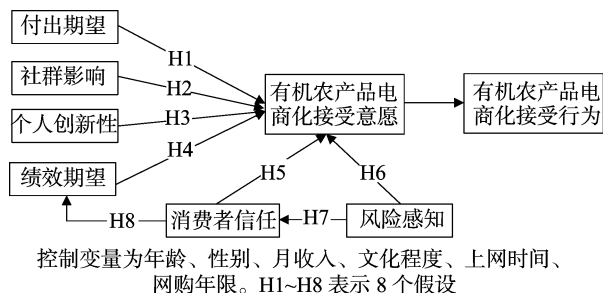 付出期望
H1
社群影响
H2
有机农产品电
商化接受意愿
有机农产品电
商化接受行为
个人创新性
H3
H4
绩效期望
H5
H6
H8
消费者信任
H7
风险感知
控制变量为年龄、性别、月收入、文化程度、上网时间、
网购年限。H1~H8 表示 8 个假设